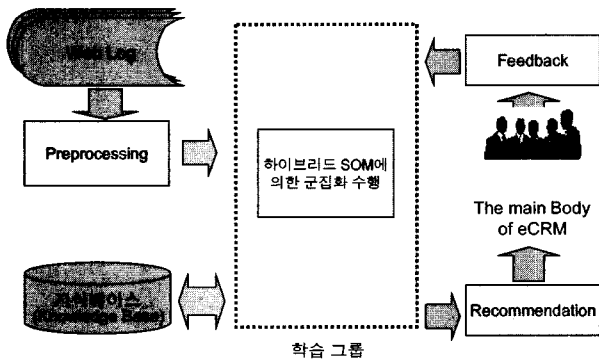 Web Log
Feedback
Preprocessing
하이브리드 SOM에
의한 군집화 수행
The main Body
of eCRM
지식베이스
(Knowledge Base)
Recommendation
학습 그룹